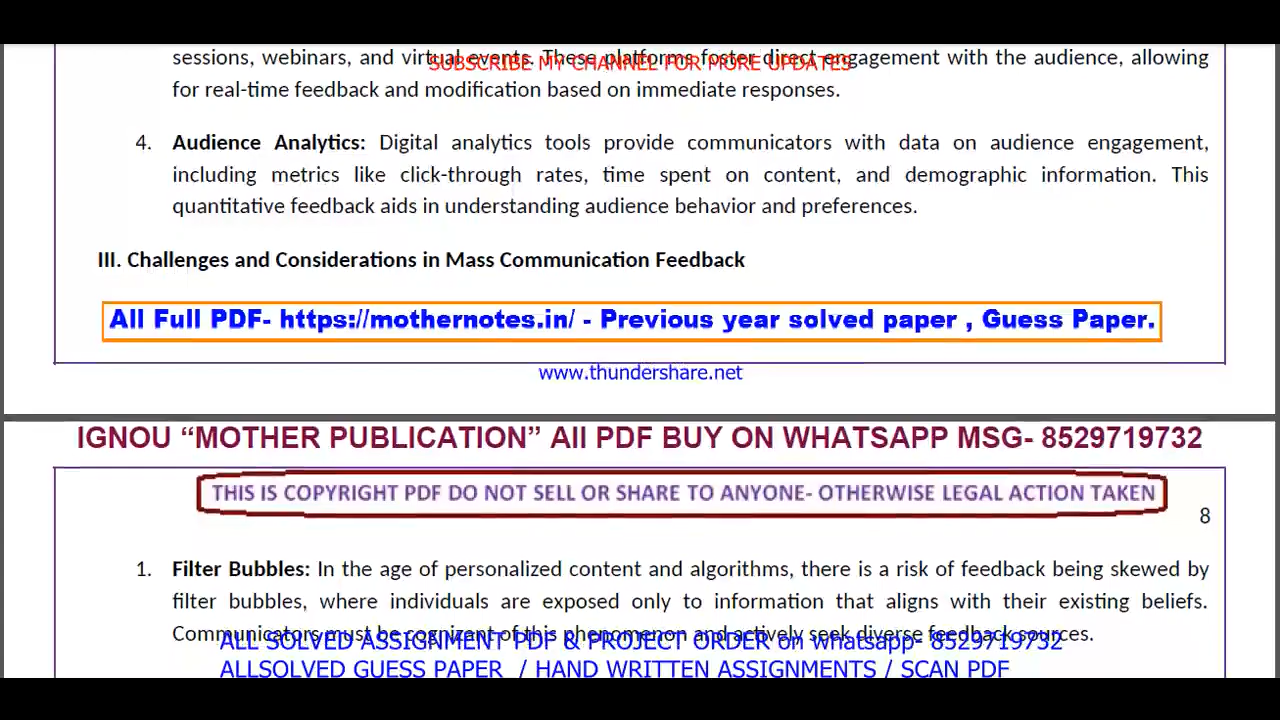 sessions, webinars, and virtual events. These platforms foster direct engagement with the audience, allowing
SUBSCRIBE MY CHANNEL FOR MORE UPDATES
for real-time feedback and modification based on immediate responses.
4. Audience Analytics: Digital analytics tools provide communicators with data on audience engagement,
including metrics like click-through rates, time spent on content, and demographic information. This
quantitative feedback aids in understanding audience behavior and preferences.
III. Challenges and Considerations in Mass Communication Feedback
All Full PDF- https://mothernotes.in/ - Previous year solved paper , Guess Paper.
www.thundershare.net
IGNOU “MOTHER PUBLICATION” All PDF BUY ON WHATSAPP MSG- 8529719732
THIS IS COPYRIGHT PDF DO NOT SELL OR SHARE TO ANYONE- OTHERWISE LEGAL ACTION TAKEN
8
1. Filter Bubbles: In the age of personalized content and algorithms, there is a risk of feedback being skewed by
filter bubbles, where individuals are exposed only to information that aligns with their existing beliefs.
Communicators must be cognizant of this phenomenon and actively seek diverse feedback sources.
ALL SOLVED ASSIGNMENT PDF & PROJECT ORDER on whatsapp- 8529719732
ALLSOLVED GUESS PAPER / HAND WRITTEN ASSIGNMENTS / SCAN PDF